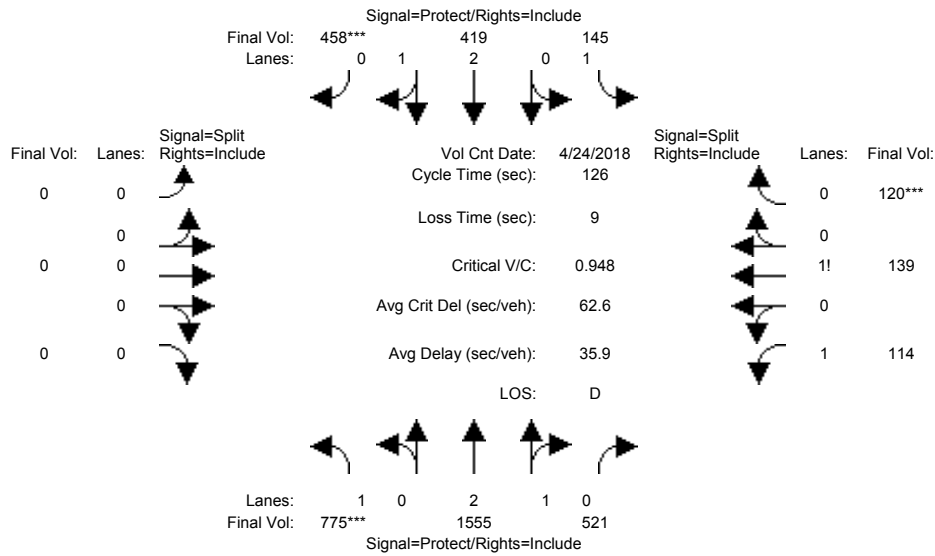 Signal=Protect/Rights=Include
Final Vol: 458*** 419 145
Lanes: 0 1 2 0 1
Signal=Split
Final Vol: Lanes: Rights=Include
Vol Cnt Date: 4/24/2018
Signal=Split
Rights=Include Lanes: Final Vol:
Cycle Time (sec): 126
0 0
0 120***
Loss Time (sec): 9
0
0
0 0
Critical V/C: 0.948
1! 139
0
Avg Crit Del (sec/veh): 62.6
0
0 0
Avg Delay (sec/veh): 35.9
1 114
LOS: D
Lanes: 1 0 2 1 0
Final Vol: 775*** 1555 521
Signal=Protect/Rights=Include